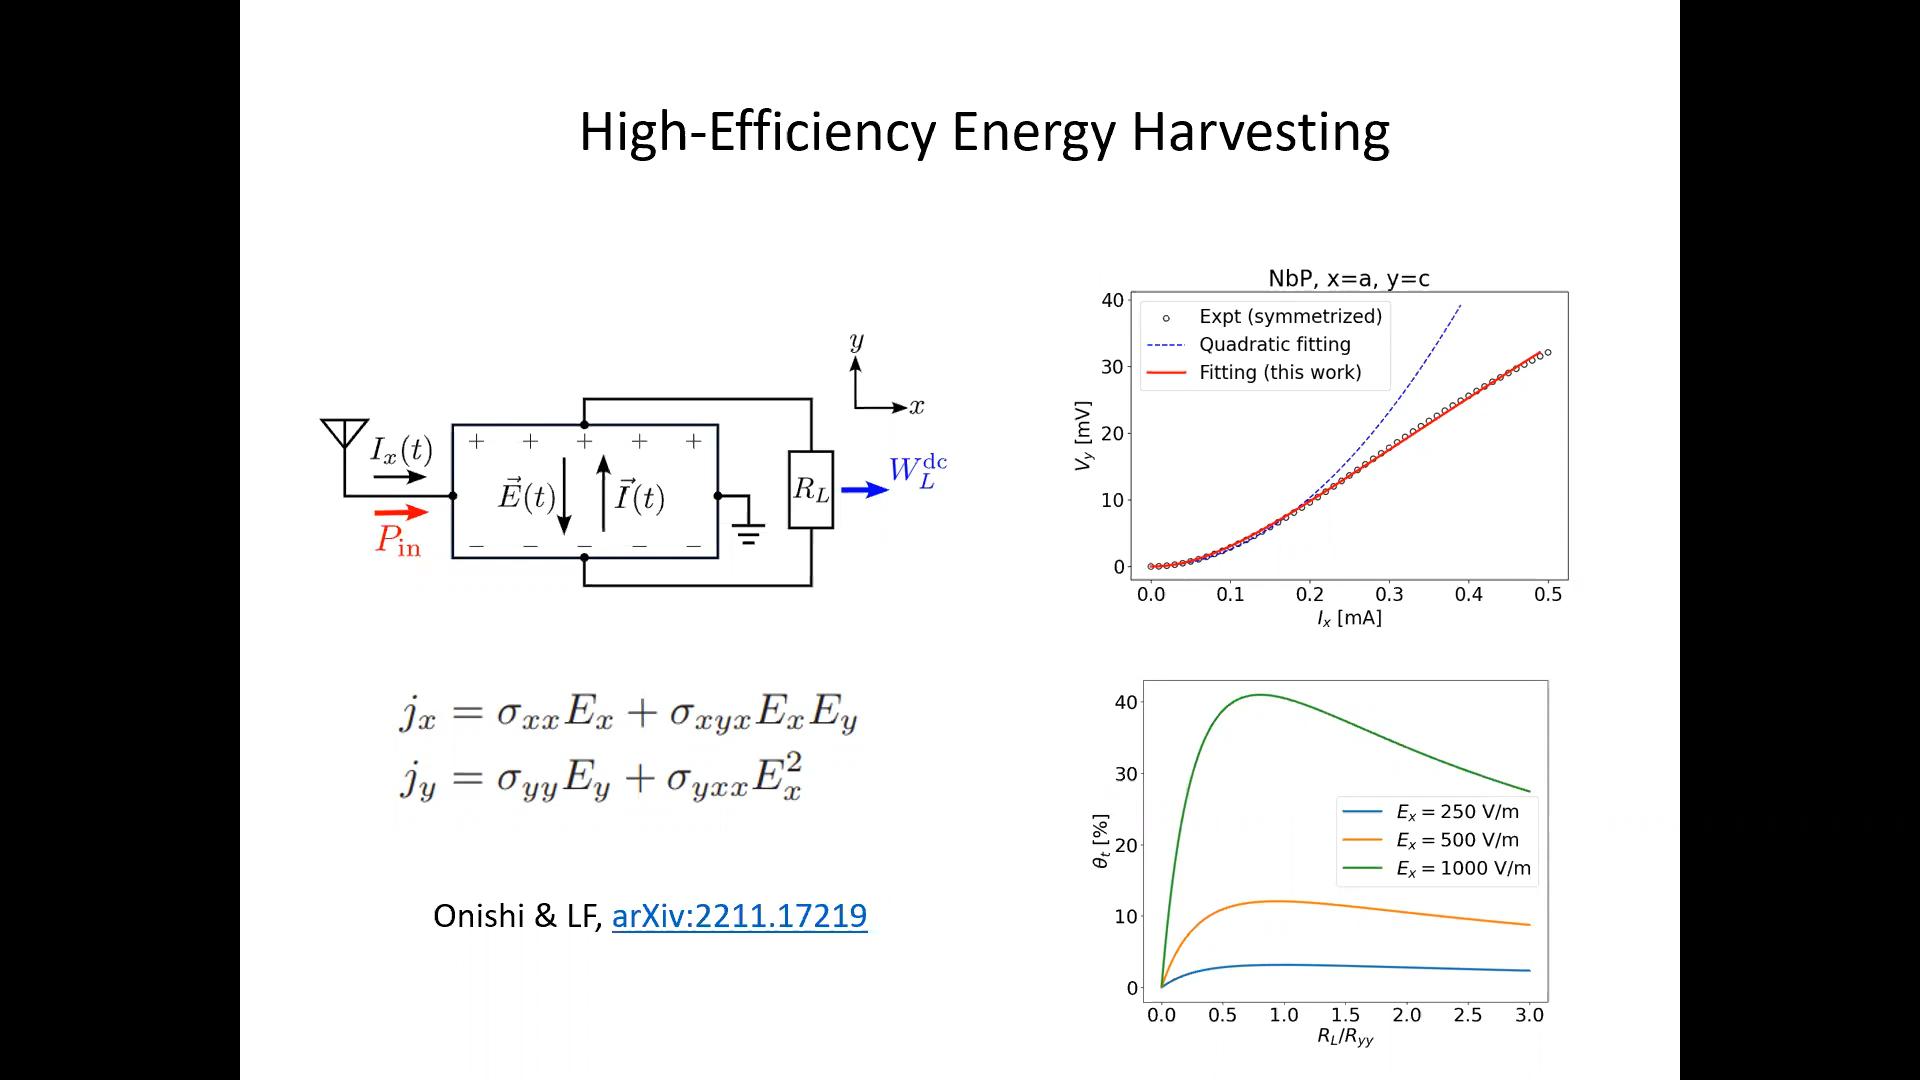 High-Efficiency Energy Harvesting
y
x
I_x(t)
P_in
+ + + + +
E⃗(t)
I⃗(t)
− − − − −
R_L
W_L^dc
j_x = σ_xx E_x + σ_xyx E_x E_y
j_y = σ_yy E_y + σ_yxx E_x^2
Onishi & LF, arXiv:2211.17219
NbP, x=a, y=c
Expt (symmetrized)
Quadratic fitting
Fitting (this work)
V_y [mV]
40
30
20
10
0
0.0 0.1 0.2 0.3 0.4 0.5
I_x [mA]
θ_t [%]
40
30
20
10
0
E_x = 250 V/m
E_x = 500 V/m
E_x = 1000 V/m
0.0 0.5 1.0 1.5 2.0 2.5 3.0
R_L/R_yy